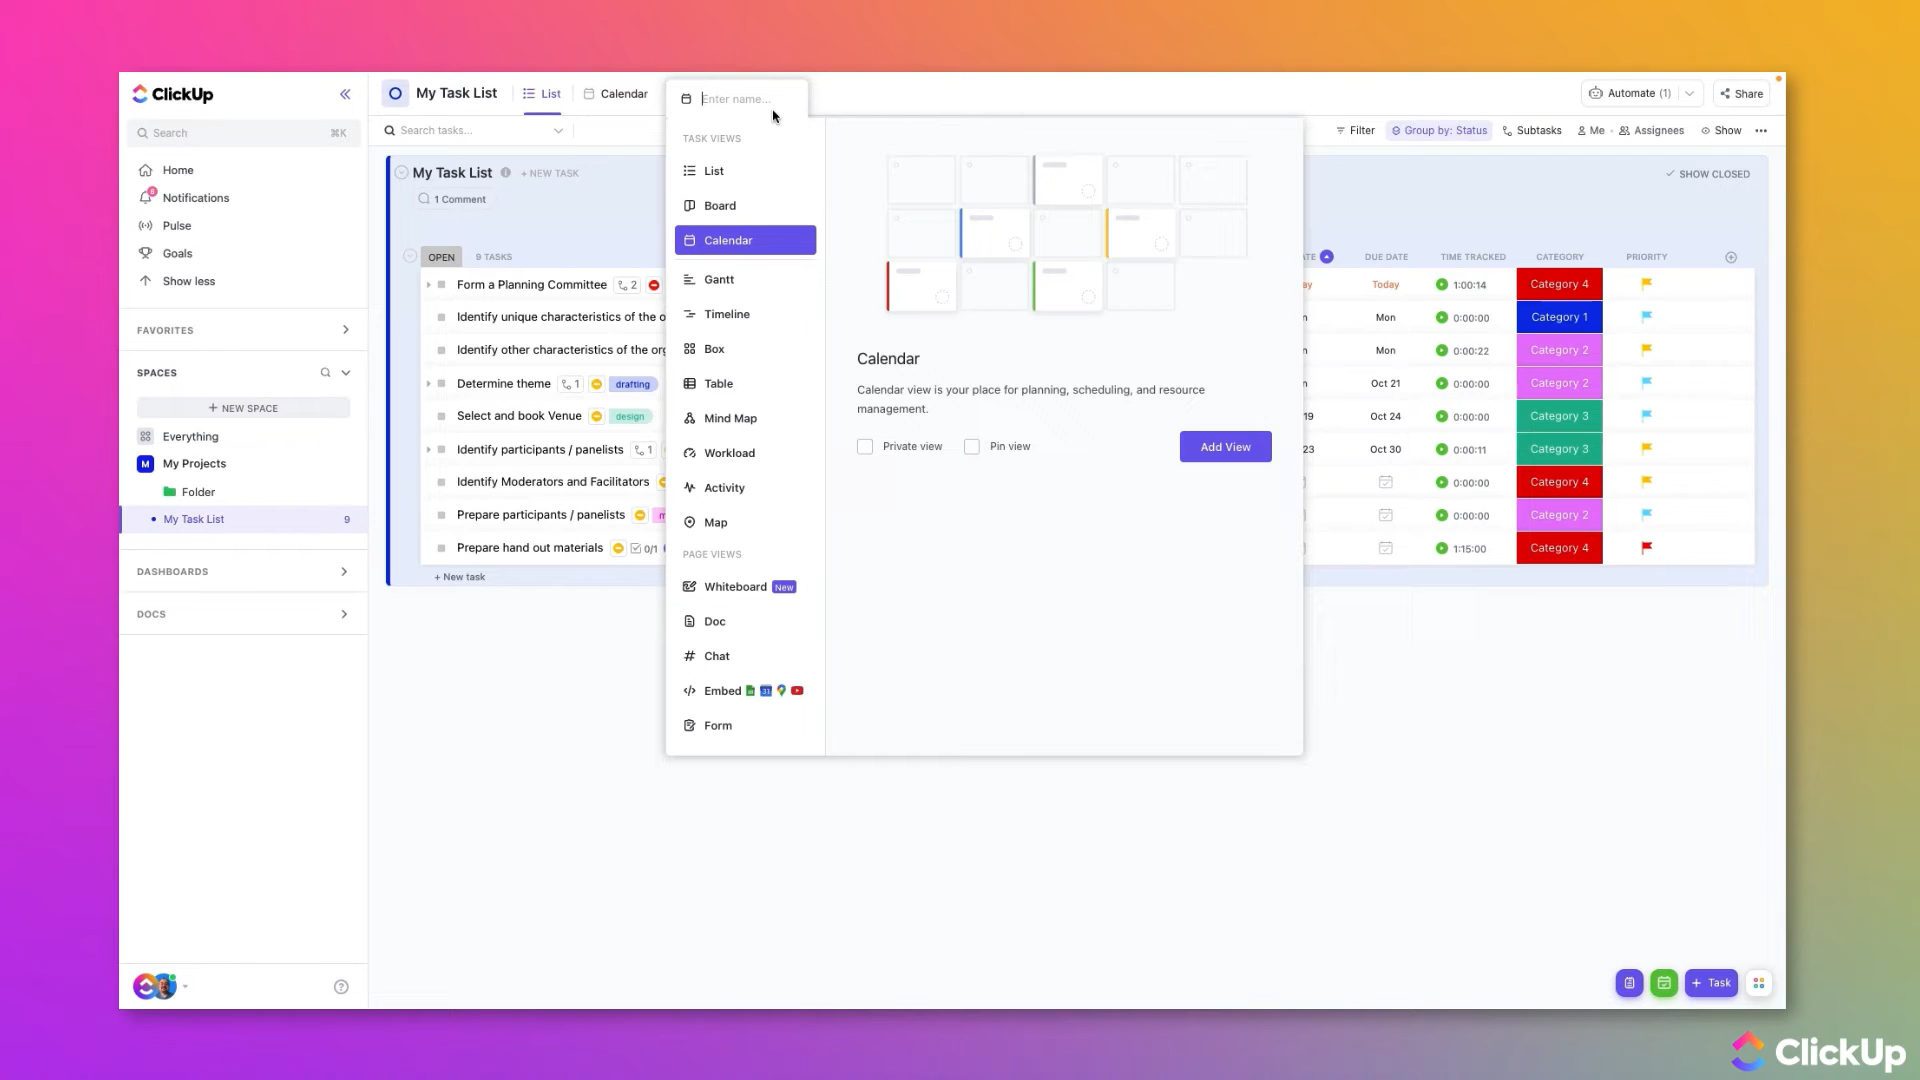 ClickUp
Search ⌘K
Home
Notifications
8
Pulse
Goals
Show less
FAVORITES
SPACES
+ NEW SPACE
Everything
M My Projects
Folder
My Task List 9
DASHBOARDS
DOCS
My Task List
List
Calendar
Enter name...
Automate (1)
Share
Search tasks...
Filter
Group by: Status
Subtasks
Me
Assignees
Show
My Task List
+ NEW TASK
SHOW CLOSED
1 Comment
OPEN
9 TASKS
DUE DATE
TIME TRACKED
CATEGORY
PRIORITY
Form a Planning Committee 2
Today 1:00:14 Category 4
Identify unique characteristics of the o
Mon 0:00:00 Category 1
Identify other characteristics of the org
Mon 0:00:22 Category 2
Determine theme 1 drafting
Oct 21 0:00:00 Category 2
Select and book Venue design
19 Oct 24 0:00:00 Category 3
Identify participants / panelists 1
23 Oct 30 0:00:11 Category 3
Identify Moderators and Facilitators
0:00:00 Category 4
Prepare participants / panelists
0:00:00 Category 2
Prepare hand out materials 0/1
1:15:00 Category 4
+ New task
TASK VIEWS
List
Board
Calendar
Gantt
Timeline
Box
Table
Mind Map
Workload
Activity
Map
PAGE VIEWS
Whiteboard New
Doc
Chat
Embed
31
Form
Calendar
Calendar view is your place for planning, scheduling, and resource
management.
Private view
Pin view
Add View
+ Task
ClickUp